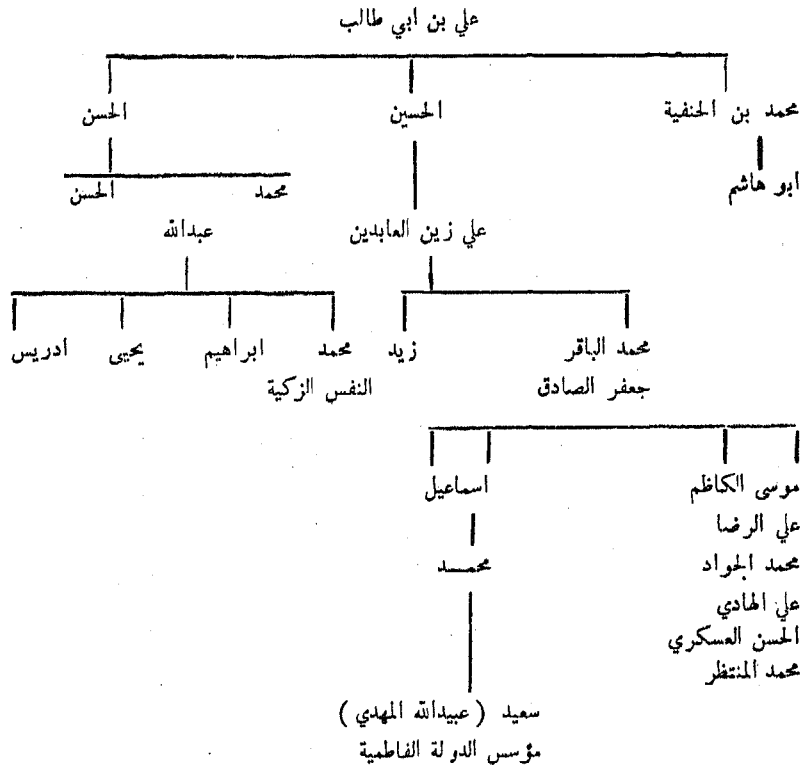 علي بن ابي طالب
محمد بن الحنفية الحسين الحسن
ابو هاشم محمد الحسن
علي زين العابدين عبدالله
محمد الباقر زيد محمد ابراهيم يحيى ادريس
جعفر الصادق النفس الزكية
موسى الكاظم اسماعيل
علي الرضا
محمد الجواد محمـــد
علي الهادي
الحسن العسكري
محمد المنتظر
سعيد (عبيدالله المهدي)
مؤسس الدولة الفاطمية